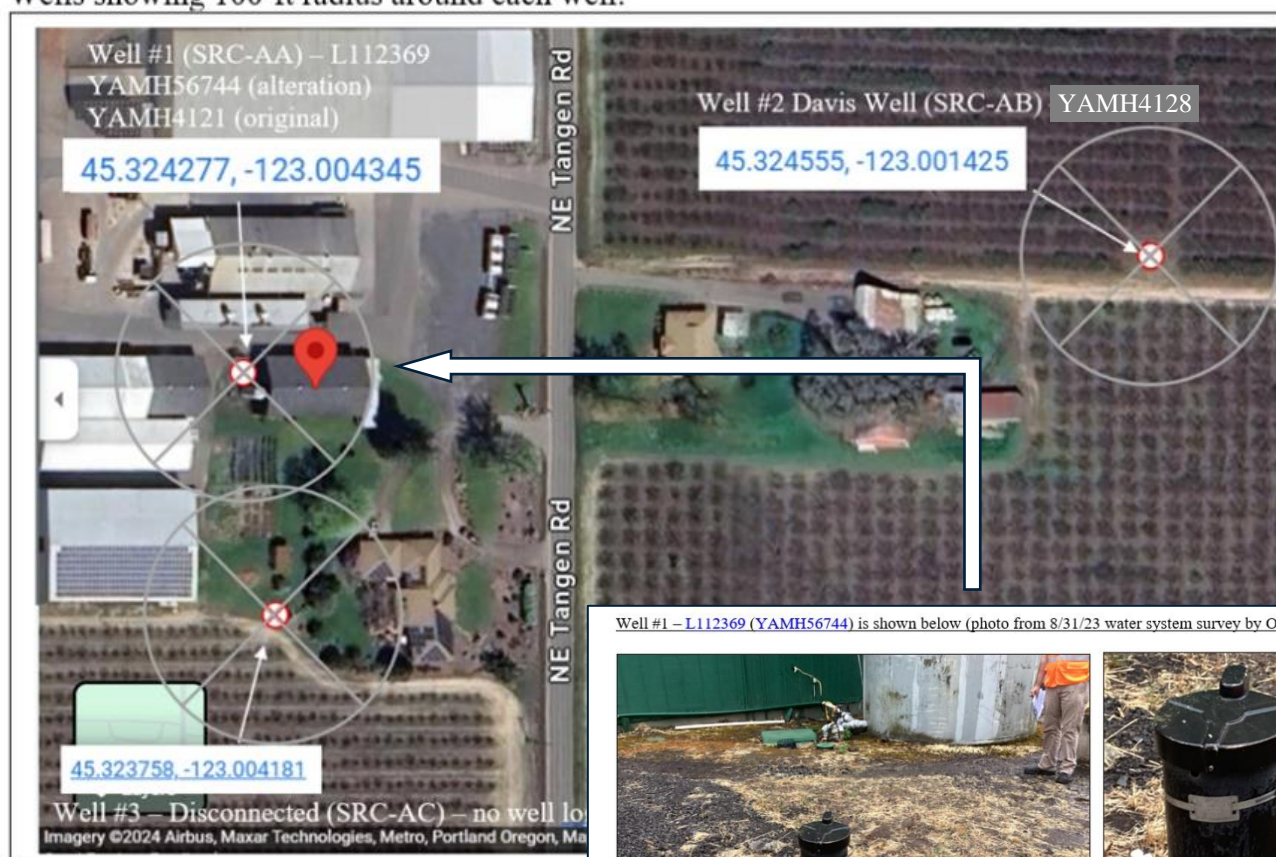 Wells showing 100-ft radius around each well:
Well #1 (SRC-AA) – L112369
YAMH56744 (alteration)
YAMH4121 (original)
45.324277, -123.004345
NE Tangen Rd
Well #2 Davis Well (SRC-AB) YAMH4128
45.324555, -123.001425
NE Tangen Rd
45.323758, -123.004181
Well #3 – Disconnected (SRC-AC) – no well
Imagery ©2024 Airbus, Maxar Technologies, Metro, Portland Oregon,
Well #1 – L112369 (YAMH56744) is shown below (photo from 8/31/23 water system survey by